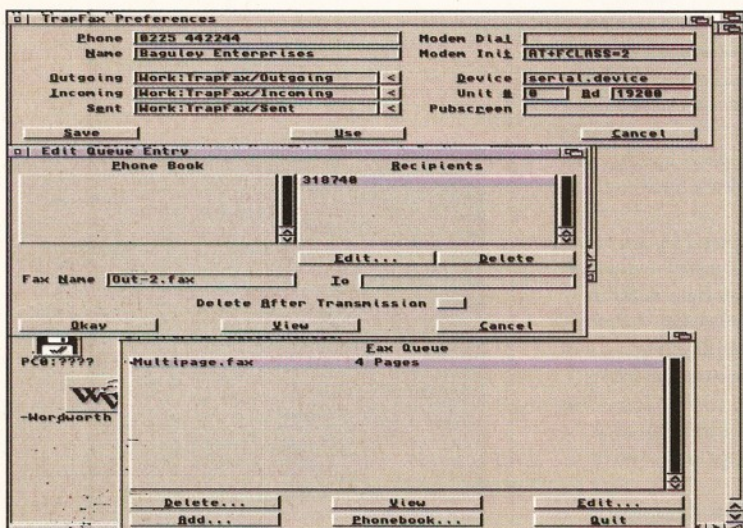 TrapFax Preferences
Phone 0225 442244
Modem Dial
Name Baguley Enterprises
Modem Init AT+FCLASS=2
Outgoing Work:TrapFax/Outgoing <
Device serial.device
Incoming Work:TrapFax/Incoming <
Unit # 0 Bd 19200
Sent Work:TrapFax/Sent <
Pubscreen
Save Use Cancel
Edit Queue Entry
Phone Book
Recipients
318740
Edit... Delete
Fax Name Out-2.fax To
Delete After Transmission
Okay View Cancel
Fax Queue
PC0:????
Multipage.fax 4 Pages
-Wordworth
Delete... View Edit...
Add... Phonebook... Quit